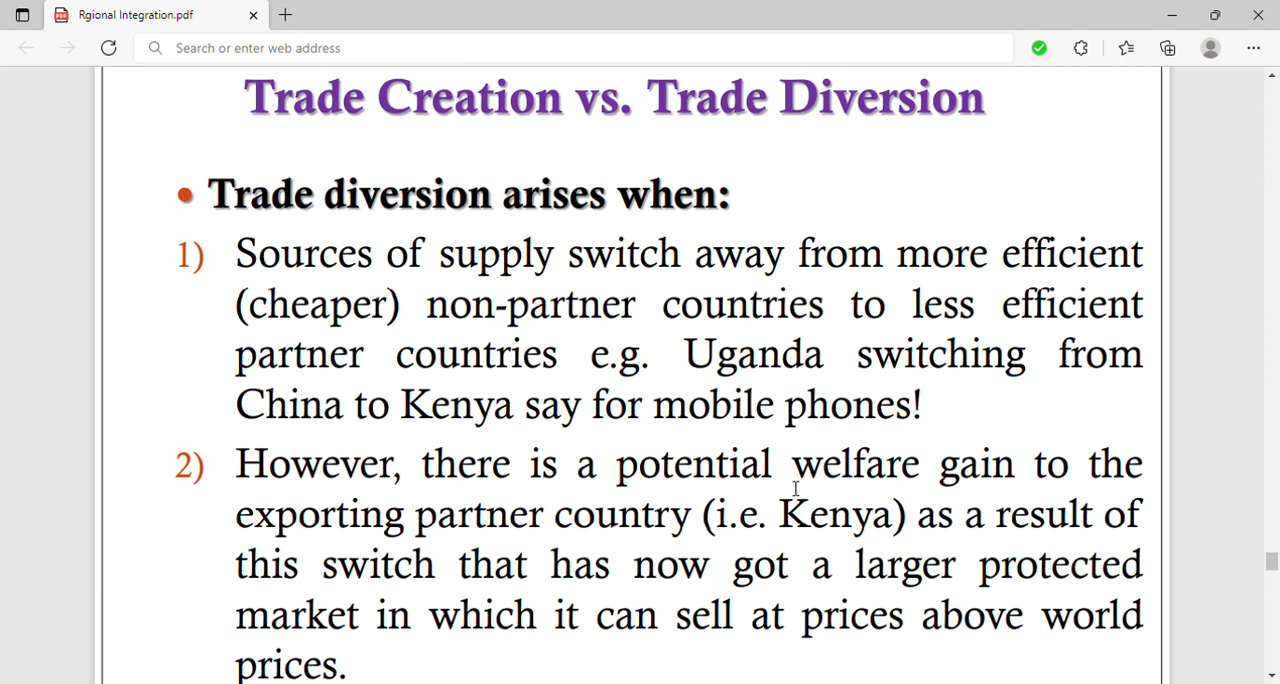 Rgional Integration.pdf
Search or enter web address
Trade Creation vs. Trade Diversion
• Trade diversion arises when:
1) Sources of supply switch away from more efficient
(cheaper) non-partner countries to less efficient
partner countries e.g. Uganda switching from
China to Kenya say for mobile phones!
2) However, there is a potential welfare gain to the
exporting partner country (i.e. Kenya) as a result of
this switch that has now got a larger protected
market in which it can sell at prices above world
prices.